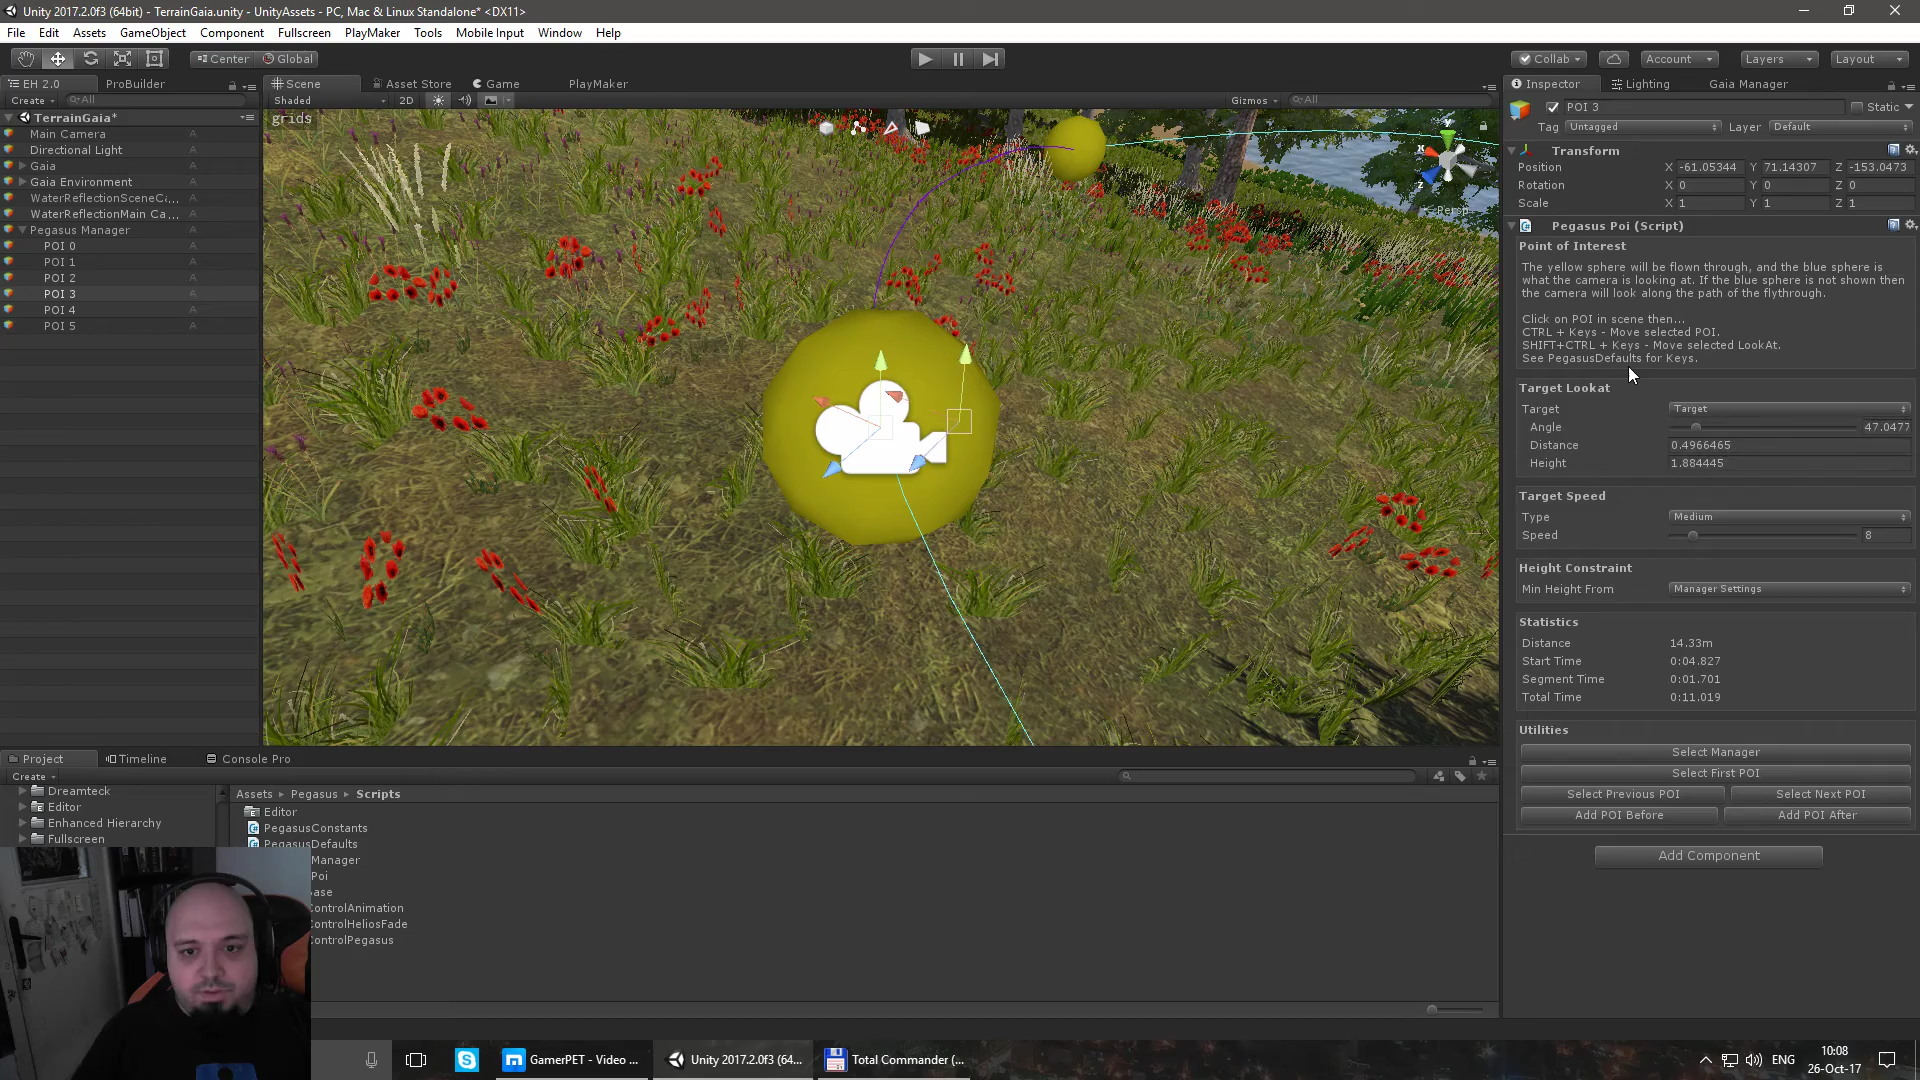 Unity 2017.2.0f3 (64bit) - TerrainGaia.unity - UnityAssets - PC, Mac & Linux Standalone* <DX11>
File Edit Assets GameObject Component Fullscreen PlayMaker Tools Mobile Input Window Help
Center Global Collab Account Layers Layout
EH 2.0 ProBuilder Scene Asset Store Game PlayMaker Inspector Lighting Gaia Manager
Create All Shaded 2D Gizmos All
TerrainGaia*
Main Camera
Directional Light
Gaia
Gaia Environment
WaterReflectionSceneCa...
WaterReflectionMain Ca...
Pegasus Manager
POI 0
POI 1
POI 2
POI 3
POI 4
POI 5
grids
Y
X
Z
Persp
POI 3 Static
Tag Untagged Layer Default
Transform
Position X -61.05344 Y 71.14307 Z -153.0473
Rotation X 0 Y 0 Z 0
Scale X 1 Y 1 Z 1
Pegasus Poi (Script)
Point of Interest
The yellow sphere will be flown through, and the blue sphere is
what the camera is looking at. If the blue sphere is not shown then
the camera will look along the path of the flythrough.
Click on POI in scene then...
CTRL + Keys - Move selected POI.
SHIFT+CTRL + Keys - Move selected LookAt.
See PegasusDefaults for Keys.
Target Lookat
Target Target
Angle 47.0477
Distance 0.4966465
Height 1.884445
Target Speed
Type Medium
Speed 8
Height Constraint
Min Height From Manager Settings
Statistics
Distance 14.33m
Start Time 0:04.827
Segment Time 0:01.701
Total Time 0:11.019
Utilities
Select Manager
Select First POI
Select Previous POI Select Next POI
Add POI Before Add POI After
Add Component
Project Timeline Console Pro
Create
Dreamteck
Editor
Enhanced Hierarchy
Fullscreen
Assets Pegasus Scripts
Editor
PegasusConstants
PegasusDefaults
Manager
Poi
ase
ontrolAnimation
ontrolHeliosFade
ontrolPegasus
GamerPET - Video ... Unity 2017.2.0f3 (64... Total Commander (... ENG
10:08
26-Oct-17